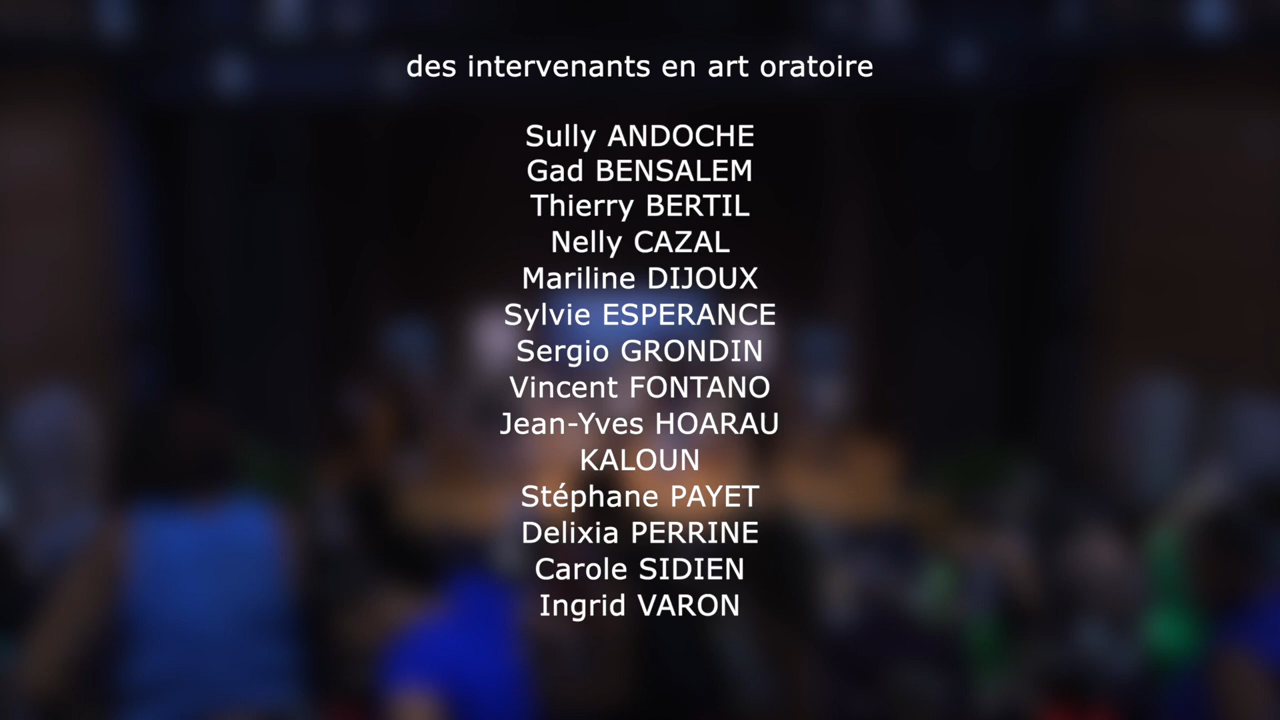 des intervenants en art oratoire
Sully ANDOCHE
Gad BENSALEM
Thierry BERTIL
Nelly CAZAL
Mariline DIJOUX
Sylvie ESPERANCE
Sergio GRONDIN
Vincent FONTANO
Jean-Yves HOARAU
KALOUN
Stéphane PAYET
Delixia PERRINE
Carole SIDIEN
Ingrid VARON